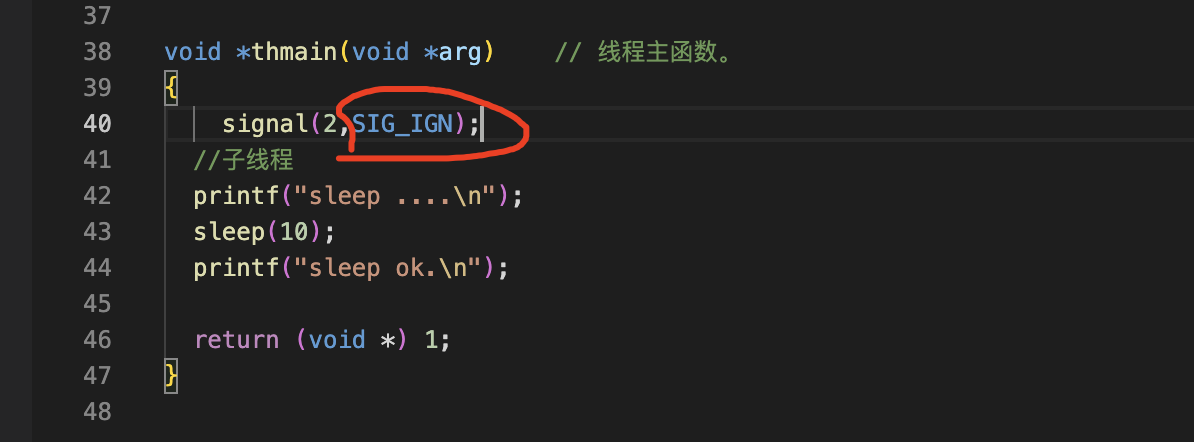 37
38 void *thmain(void *arg) // 线程主函数。
39 {
40 signal(2,SIG_IGN);
41 //子线程
42 printf("sleep ....\n");
43 sleep(10);
44 printf("sleep ok.\n");
45
46 return (void *) 1;
47 }
48